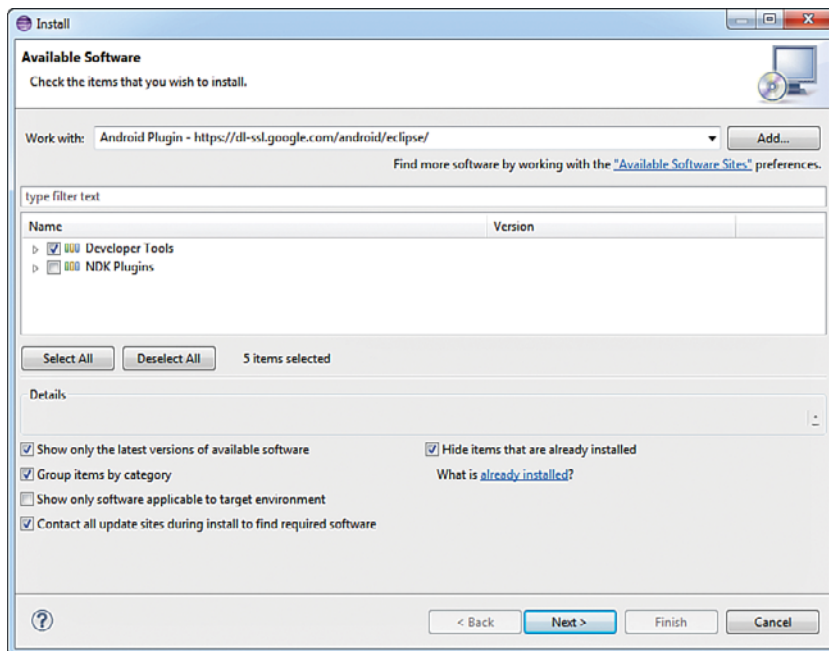 Install
Available Software
Check the items that you wish to install.
Work with: Android Plugin - https://dl-ssl.google.com/android/eclipse/ Add...
Find more software by working with the "Available Software Sites" preferences.
type filter text
Name Version
Developer Tools
NDK Plugins
Select All Deselect All 5 items selected
Details
Show only the latest versions of available software Hide items that are already installed
Group items by category What is already installed?
Show only software applicable to target environment
Contact all update sites during install to find required software
? < Back Next > Finish Cancel